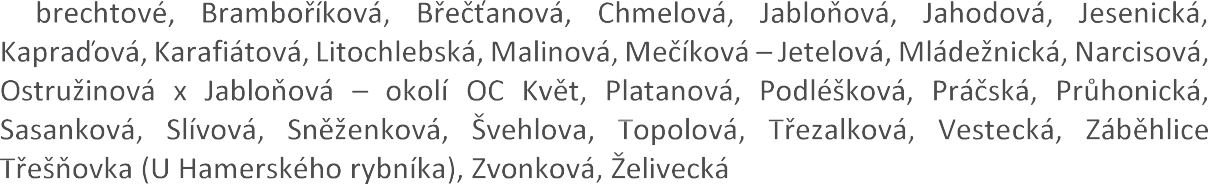 brechtové, Bramboříková, Břečťanová, Chmelová, Jabloňová, Jahodová, Jesenická,
Kapraďová, Karafiátová, Litochlebská, Malinová, Mečíková – Jetelová, Mládežnická, Narcisová,
Ostružinová x Jabloňová – okolí OC Květ, Platanová, Podléšková, Práčská, Průhonická,
Sasanková, Slívová, Sněženková, Švehlova, Topolová, Třezalková, Vestecká, Záběhlice
Třešňovka (U Hamerského rybníka), Zvonková, Želivecká